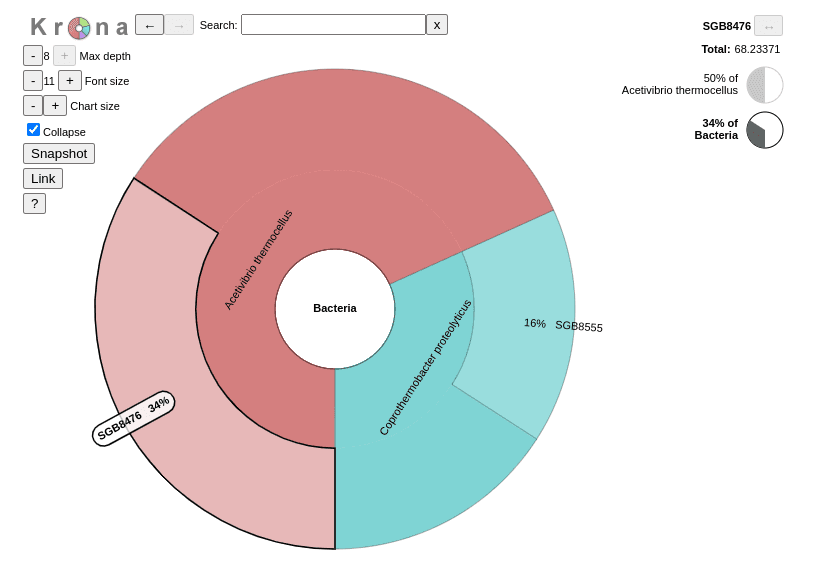 Krona ← → Search: x
- 8 + Max depth
- 11 + Font size
- + Chart size
Collapse
Snapshot
Link
?
SGB8476 ↔
Total: 68.23371
50% of
Acetivibrio thermocellus
34% of
Bacteria
Acetivibrio thermocellus
Bacteria
Coprothermobacter proteolyticus
16% SGB8555
SGB8476 34%